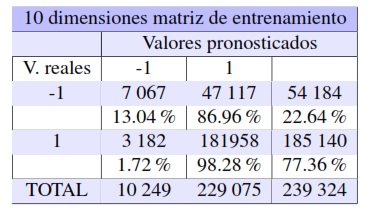 10 dimensiones matriz de entrenamiento
Valores pronosticados
V. reales -1 1
-1 7 067 47 117 54 184
13.04 % 86.96 % 22.64 %
1 3 182 181958 185 140
1.72 % 98.28 % 77.36 %
TOTAL 10 249 229 075 239 324